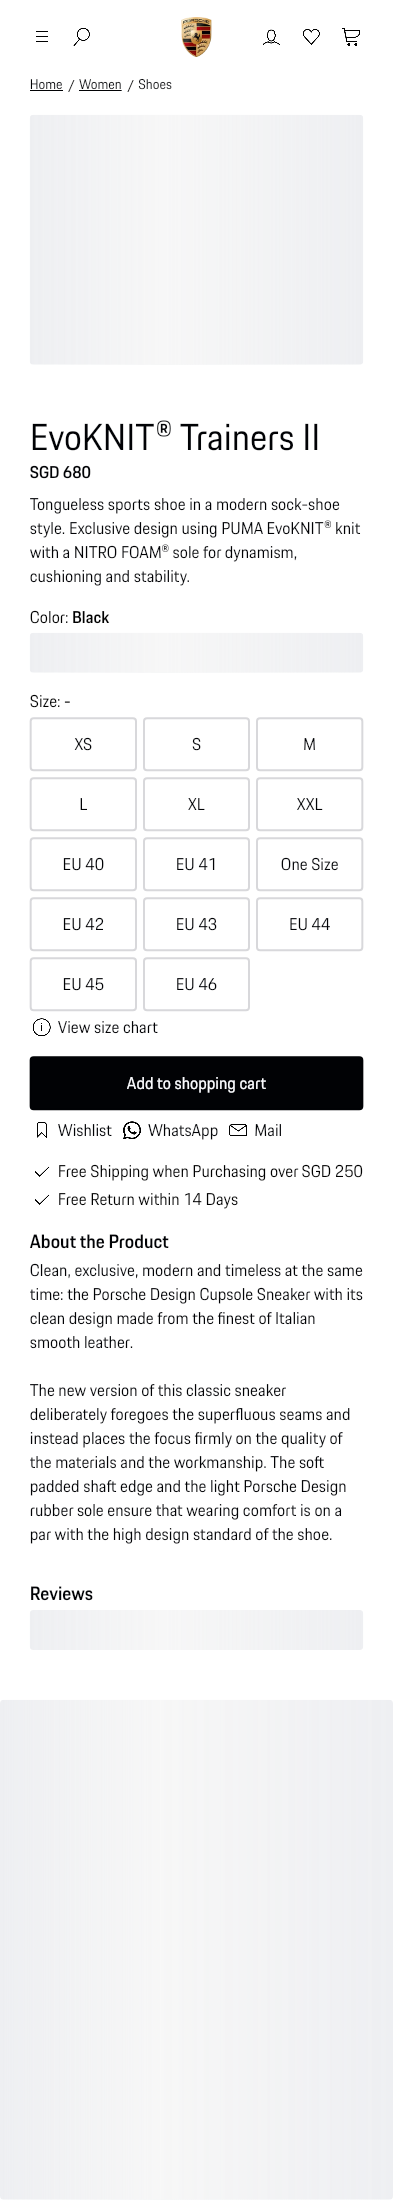 PORSCHE
Home / Women / Shoes
EvoKNIT® Trainers II
SGD 680
Tongueless sports shoe in a modern sock-shoe
style. Exclusive design using PUMA EvoKNIT® knit
with a NITRO FOAM® sole for dynamism,
cushioning and stability.
Color: Black
Size: -
XS
S
M
L
XL
XXL
EU 40
EU 41
One Size
EU 42
EU 43
EU 44
EU 45
EU 46
View size chart
Add to shopping cart
Wishlist WhatsApp Mail
Free Shipping when Purchasing over SGD 250
Free Return within 14 Days
About the Product
Clean, exclusive, modern and timeless at the same
time: the Porsche Design Cupsole Sneaker with its
clean design made from the finest of Italian
smooth leather.
The new version of this classic sneaker
deliberately foregoes the superfluous seams and
instead places the focus firmly on the quality of
the materials and the workmanship. The soft
padded shaft edge and the light Porsche Design
rubber sole ensure that wearing comfort is on a
par with the high design standard of the shoe.
Reviews